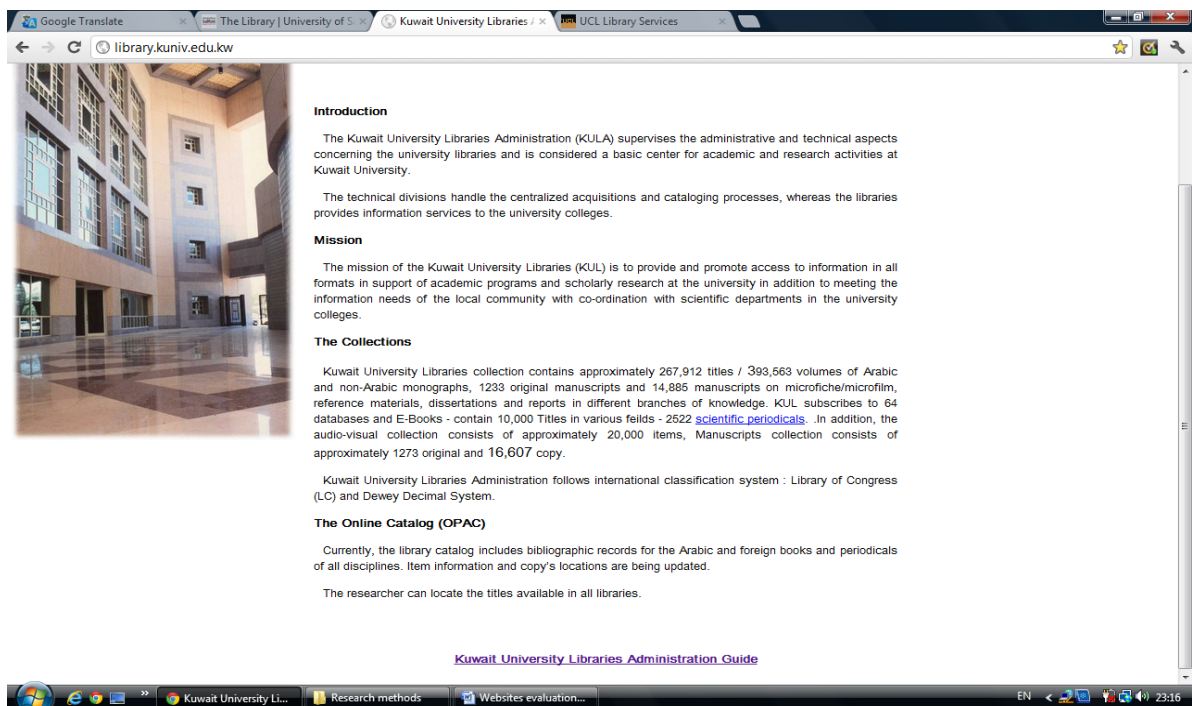 Google Translate
The Library | University of S
Kuwait University Libraries A
UCL UCL Library Services
library.kuniv.edu.kw
Introduction
The Kuwait University Libraries Administration (KULA) supervises the administrative and technical aspects
concerning the university libraries and is considered a basic center for academic and research activities at
Kuwait University.
The technical divisions handle the centralized acquisitions and cataloging processes, whereas the libraries
provides information services to the university colleges.
Mission
The mission of the Kuwait University Libraries (KUL) is to provide and promote access to information in all
formats in support of academic programs and scholarly research at the university in addition to meeting the
information needs of the local community with co-ordination with scientific departments in the university
colleges.
The Collections
Kuwait University Libraries collection contains approximately 267,912 titles / 393,563 volumes of Arabic
and non-Arabic monographs, 1233 original manuscripts and 14,885 manuscripts on microfiche/microfilm,
reference materials, dissertations and reports in different branches of knowledge. KUL subscribes to 64
databases and E-Books - contain 10,000 Titles in various feilds - 2522 scientific periodicals. .In addition, the
audio-visual collection consists of approximately 20,000 items, Manuscripts collection consists of
approximately 1273 original and 16,607 copy.
Kuwait University Libraries Administration follows international classification system : Library of Congress
(LC) and Dewey Decimal System.
The Online Catalog (OPAC)
Currently, the library catalog includes bibliographic records for the Arabic and foreign books and periodicals
of all disciplines. Item information and copy's locations are being updated.
The researcher can locate the titles available in all libraries.
Kuwait University Libraries Administration Guide
Kuwait University Li...
Research methods
Websites evaluation...
EN
23:16